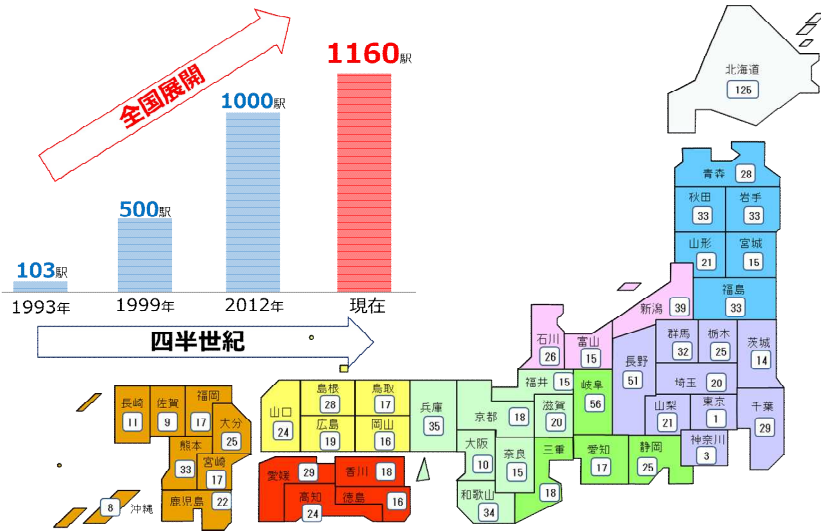 全国展開
103駅
500駅
1000駅
1160駅
1993年
1999年
2012年
現在
四半世紀
北海道
125
青森 28
秋田
33
岩手
33
山形
21
宮城
15
福島
33
新潟 39
石川
26
富山
15
福井 15
岐阜
56
長野
51
群馬
32
栃木
25
茨城
14
埼玉 20
山梨
21
東京
1
千葉
29
神奈川
3
静岡
25
愛知
17
三重
18
滋賀
20
京都 18
大阪
10
奈良
15
和歌山
34
兵庫
35
鳥取
17
島根
28
岡山
16
広島
19
山口
24
香川 18
愛媛 29
徳島 16
高知
24
福岡
17
佐賀
9
長崎
11
大分
25
熊本
33
宮崎
17
鹿児島 22
沖縄
8